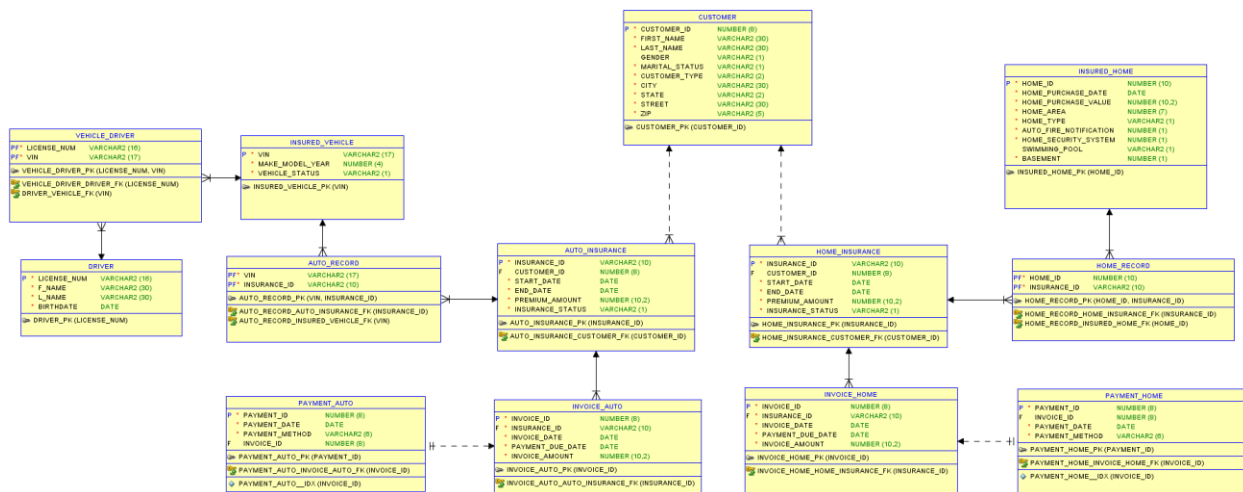 CUSTOMER
P * CUSTOMER_ID NUMBER (8)
* FIRST_NAME VARCHAR2 (30)
* LAST_NAME VARCHAR2 (30)
GENDER VARCHAR2 (1)
* MARITAL_STATUS VARCHAR2 (1)
* CUSTOMER_TYPE VARCHAR2 (2)
* CITY VARCHAR2 (30)
* STATE VARCHAR2 (2)
* STREET VARCHAR2 (30)
* ZIP VARCHAR2 (5)
CUSTOMER_PK (CUSTOMER_ID)
INSURED_HOME
P * HOME_ID NUMBER (10)
* HOME_PURCHASE_DATE DATE
* HOME_PURCHASE_VALUE NUMBER (10,2)
* HOME_AREA NUMBER (7)
* HOME_TYPE VARCHAR2 (1)
* AUTO_FIRE_NOTIFICATION NUMBER (1)
* HOME_SECURITY_SYSTEM NUMBER (1)
SWIMMING_POOL VARCHAR2 (1)
* BASEMENT NUMBER (1)
INSURED_HOME_PK (HOME_ID)
VEHICLE_DRIVER
PF* LICENSE_NUM VARCHAR2 (16)
PF* VIN VARCHAR2 (17)
VEHICLE_DRIVER_PK (LICENSE_NUM, VIN)
VEHICLE_DRIVER_DRIVER_FK (LICENSE_NUM)
DRIVER_VEHICLE_FK (VIN)
INSURED_VEHICLE
P * VIN VARCHAR2 (17)
* MAKE_MODEL_YEAR NUMBER (4)
* VEHICLE_STATUS VARCHAR2 (1)
INSURED_VEHICLE_PK (VIN)
DRIVER
P * LICENSE_NUM VARCHAR2 (16)
* F_NAME VARCHAR2 (30)
* L_NAME VARCHAR2 (30)
* BIRTHDATE DATE
DRIVER_PK (LICENSE_NUM)
AUTO_RECORD
PF* VIN VARCHAR2 (17)
PF* INSURANCE_ID VARCHAR2 (10)
AUTO_RECORD_PK (VIN, INSURANCE_ID)
AUTO_RECORD_AUTO_INSURANCE_FK (INSURANCE_ID)
AUTO_RECORD_INSURED_VEHICLE_FK (VIN)
AUTO_INSURANCE
P * INSURANCE_ID VARCHAR2 (10)
F CUSTOMER_ID NUMBER (8)
* START_DATE DATE
* END_DATE DATE
* PREMIUM_AMOUNT NUMBER (10,2)
* INSURANCE_STATUS VARCHAR2 (1)
AUTO_INSURANCE_PK (INSURANCE_ID)
AUTO_INSURANCE_CUSTOMER_FK (CUSTOMER_ID)
HOME_INSURANCE
P * INSURANCE_ID VARCHAR2 (10)
F CUSTOMER_ID NUMBER (8)
* START_DATE DATE
* END_DATE DATE
* PREMIUM_AMOUNT NUMBER (10,2)
* INSURANCE_STATUS VARCHAR2 (1)
HOME_INSURANCE_PK (INSURANCE_ID)
HOME_INSURANCE_CUSTOMER_FK (CUSTOMER_ID)
HOME_RECORD
PF* HOME_ID NUMBER (10)
PF* INSURANCE_ID VARCHAR2 (10)
HOME_RECORD_PK (HOME_ID, INSURANCE_ID)
HOME_RECORD_HOME_INSURANCE_FK (INSURANCE_ID)
HOME_RECORD_INSURED_HOME_FK (HOME_ID)
PAYMENT_AUTO
P * PAYMENT_ID NUMBER (8)
* PAYMENT_DATE DATE
* PAYMENT_METHOD VARCHAR2 (6)
F INVOICE_ID NUMBER (8)
PAYMENT_AUTO_PK (PAYMENT_ID)
PAYMENT_AUTO_INVOICE_AUTO_FK (INVOICE_ID)
PAYMENT_AUTO__IDX (INVOICE_ID)
INVOICE_AUTO
P * INVOICE_ID NUMBER (8)
F * INSURANCE_ID VARCHAR2 (10)
* INVOICE_DATE DATE
* PAYMENT_DUE_DATE DATE
* INVOICE_AMOUNT NUMBER (10,2)
INVOICE_AUTO_PK (INVOICE_ID)
INVOICE_AUTO_AUTO_INSURANCE_FK (INSURANCE_ID)
INVOICE_HOME
P * INVOICE_ID NUMBER (8)
F * INSURANCE_ID VARCHAR2 (10)
* INVOICE_DATE DATE
* PAYMENT_DUE_DATE DATE
* INVOICE_AMOUNT NUMBER (10,2)
INVOICE_HOME_PK (INVOICE_ID)
INVOICE_HOME_HOME_INSURANCE_FK (INSURANCE_ID)
PAYMENT_HOME
P * PAYMENT_ID NUMBER (8)
F INVOICE_ID NUMBER (8)
* PAYMENT_DATE DATE
* PAYMENT_METHOD VARCHAR2 (6)
PAYMENT_HOME_PK (PAYMENT_ID)
PAYMENT_HOME_INVOICE_HOME_FK (INVOICE_ID)
PAYMENT_HOME__IDX (INVOICE_ID)